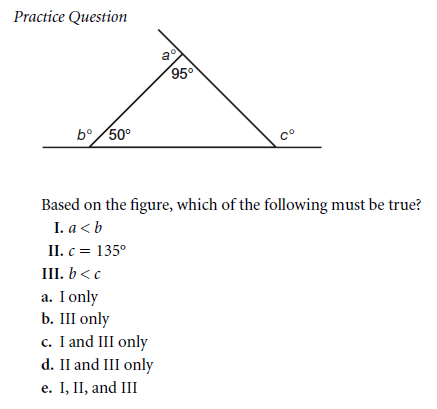 Practice Question
a°
95°
b° 50° c°
Based on the figure, which of the following must be true?
I. a < b
II. c = 135°
III. b < c
a. I only
b. III only
c. I and III only
d. II and III only
e. I, II, and III